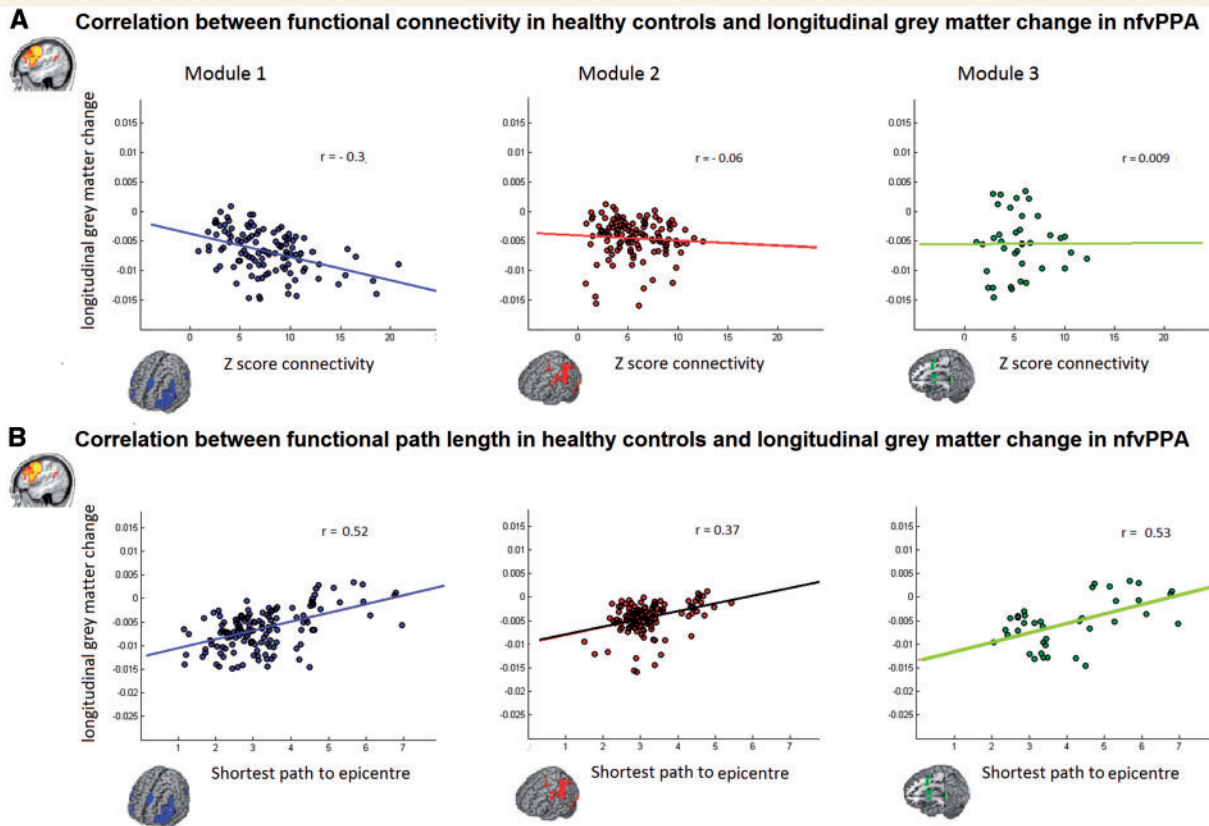 A Correlation between functional connectivity in healthy controls and longitudinal grey matter change in nfvPPA
Module 1 Module 2 Module 3
longitudinal grey matter change
0.015 0.015 0.015
0.01 0.01 0.01
0.005 0.005 0.005
0 0 0
-0.005 -0.005 -0.005
-0.01 -0.01 -0.01
-0.015 -0.015 -0.015
r = - 0.3 r = - 0.06 r = 0.009
0 5 10 15 20 0 5 10 15 20 0 5 10 15 20
Z score connectivity Z score connectivity Z score connectivity
B Correlation between functional path length in healthy controls and longitudinal grey matter change in nfvPPA
longitudinal grey matter change
0.015 0.015 0.015
0.01 0.01 0.01
0.005 0.005 0.005
0 0 0
-0.005 -0.005 -0.005
-0.01 -0.01 -0.01
-0.015 -0.015 -0.015
-0.02 -0.02 -0.02
-0.025 -0.025 -0.025
r = 0.52 r = 0.37 r = 0.53
1 2 3 4 5 6 7 1 2 3 4 5 6 7 1 2 3 4 5 6 7
Shortest path to epicentre Shortest path to epicentre Shortest path to epicentre